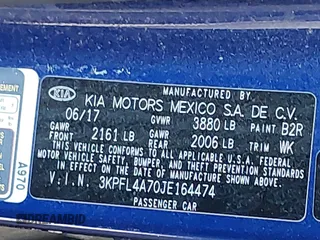 MANUFACTURED BY
KIA KIA MOTORS MEXICO S.A. DE C.V.
06/17 GVWR 3880 LB PAINT B2R
GAWR FRONT 2161 LB GAWR REAR 2006 LB TRIM WK
THIS VEHICLE CONFORMS TO ALL APPLICABLE U.S. FEDERAL
MOTOR VEHICLE SAFETY, BUMPER, AND THEFT PREVENTION
STANDARDS IN EFFECT ON THE DATE OF MANUFACTURE SHOWN ABOVE.
V.I.N. 3KPFL4A70JE164474
PASSENGER CAR
A970